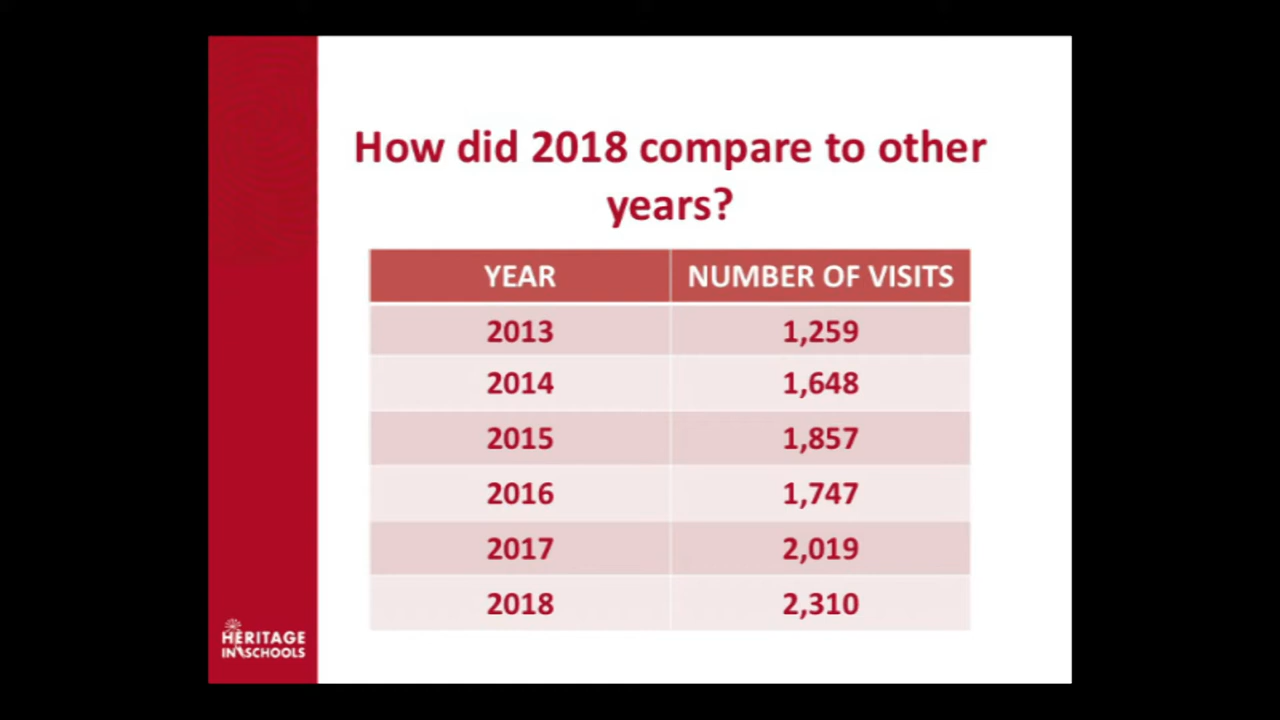 How did 2018 compare to other
years?
YEAR NUMBER OF VISITS
2013 1,259
2014 1,648
2015 1,857
2016 1,747
2017 2,019
2018 2,310
HERITAGE
IN SCHOOLS